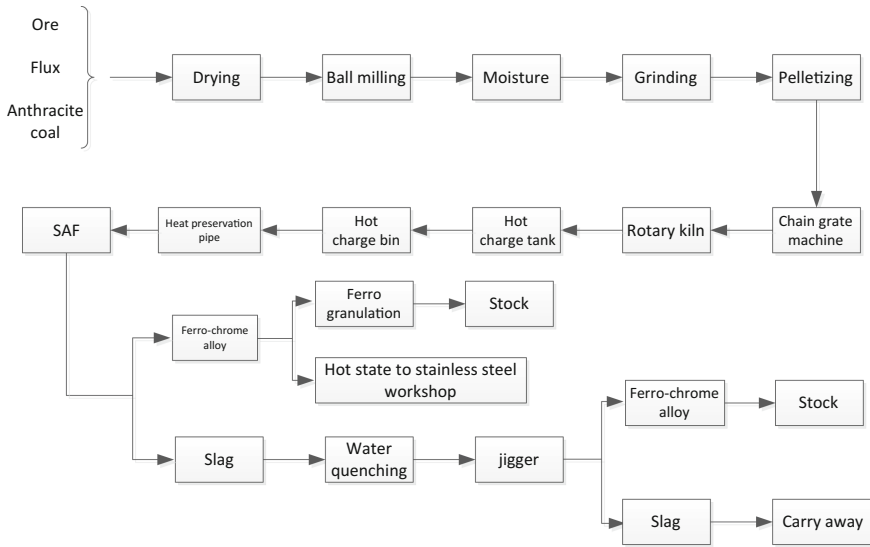 Ore
Flux
Anthracite
coal
Drying
Ball milling
Moisture
Grinding
Pelletizing
SAF
Heat preservation
pipe
Hot
charge bin
Hot
charge tank
Rotary kiln
Chain grate
machine
Ferro-chrome
alloy
Ferro
granulation
Stock
Hot state to stainless steel
workshop
Slag
Water
quenching
jigger
Ferro-chrome
alloy
Stock
Slag
Carry away